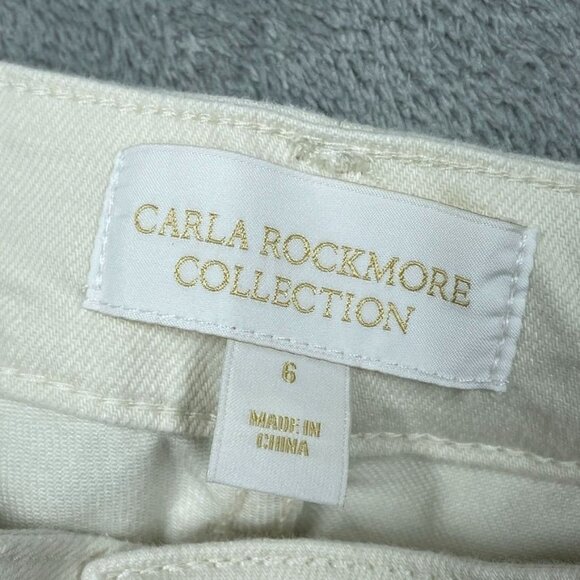 CARLA ROCKMORE
COLLECTION
6
MADE IN
CHINA